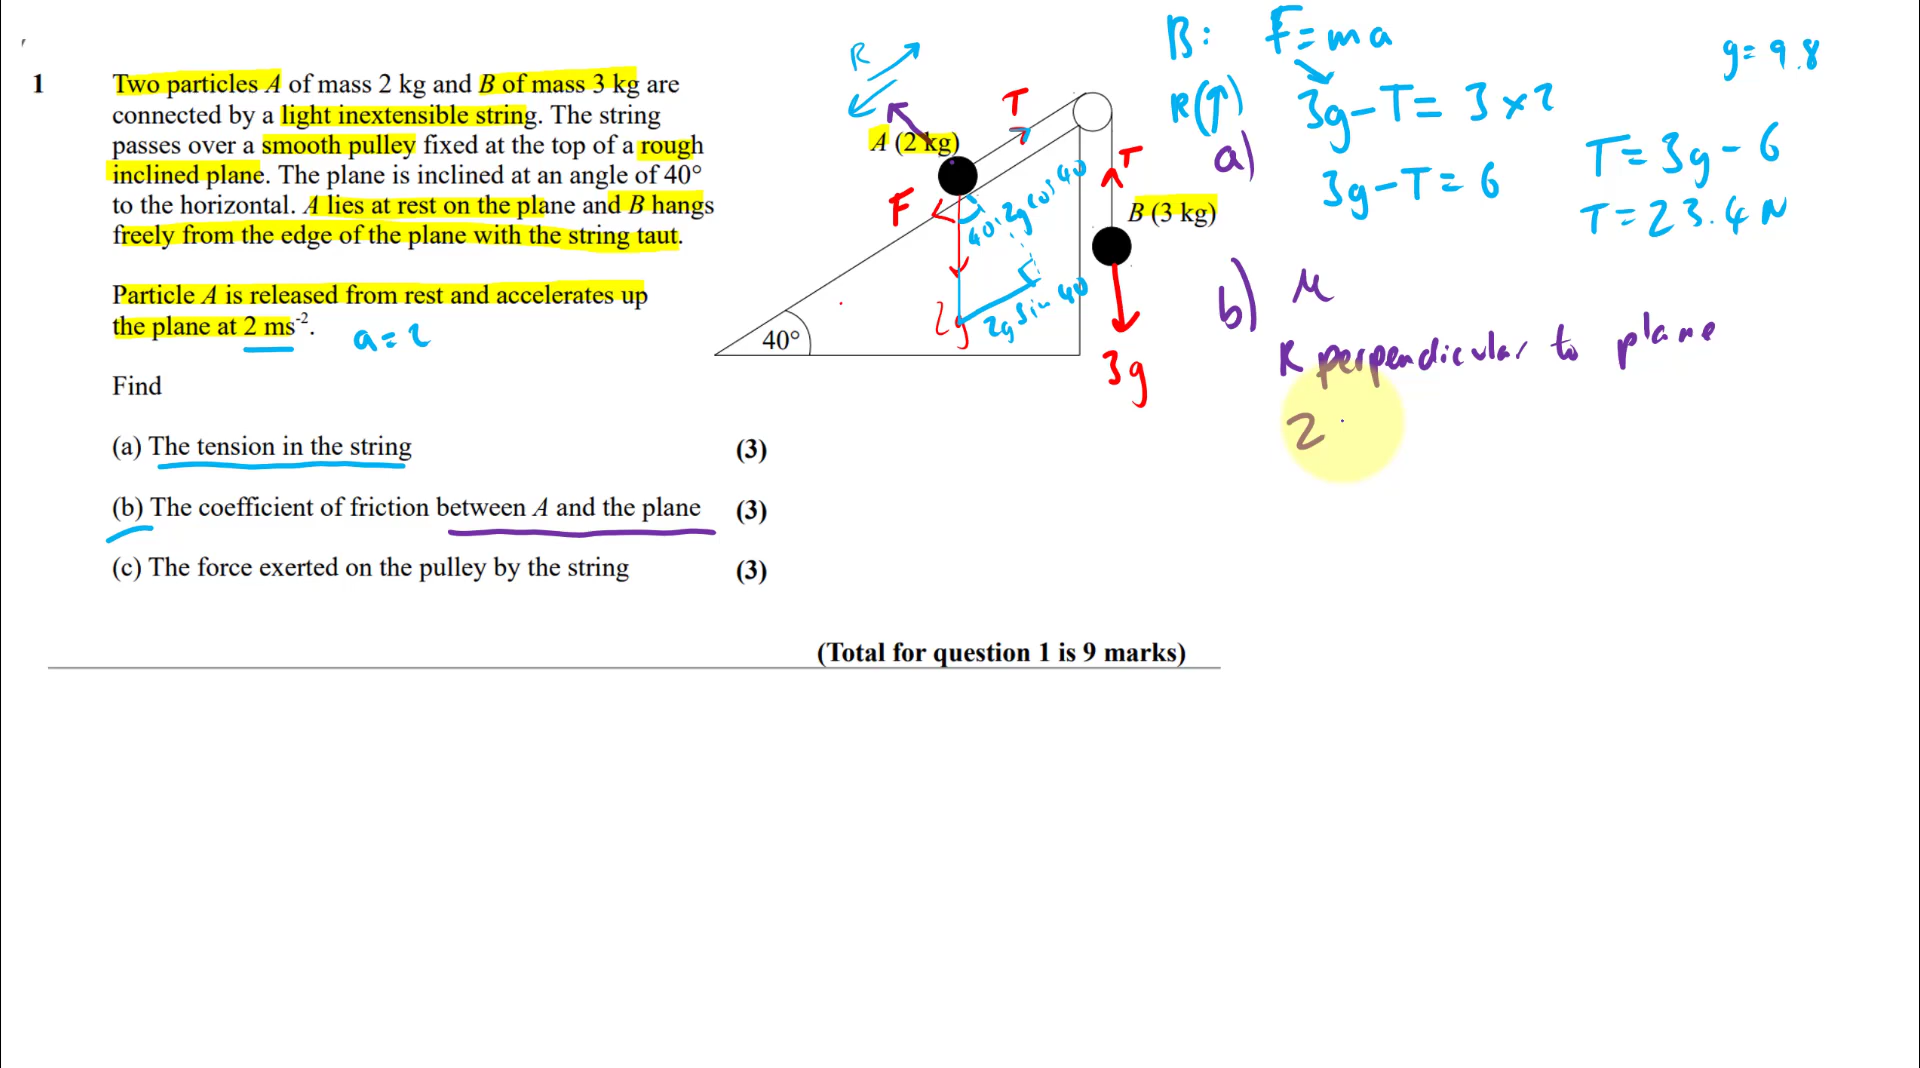 1 Two particles A of mass 2 kg and B of mass 3 kg are
connected by a light inextensible string. The string
passes over a smooth pulley fixed at the top of a rough
inclined plane. The plane is inclined at an angle of 40°
to the horizontal. A lies at rest on the plane and B hangs
freely from the edge of the plane with the string taut.
Particle A is released from rest and accelerates up
the plane at 2 ms⁻².
a = 2
Find
(a) The tension in the string (3)
(b) The coefficient of friction between A and the plane (3)
(c) The force exerted on the pulley by the string (3)
(Total for question 1 is 9 marks)
R
A (2 kg)
T
T
F
B (3 kg)
40°
40°
2g cos 40
2g
2g sin 40
3g
B: F = ma
g = 9.8
R(↑) 3g - T = 3 × 2
a)
3g - T = 6
T = 3g - 6
T = 23.4 N
b) μ
R perpendicular to plane
2